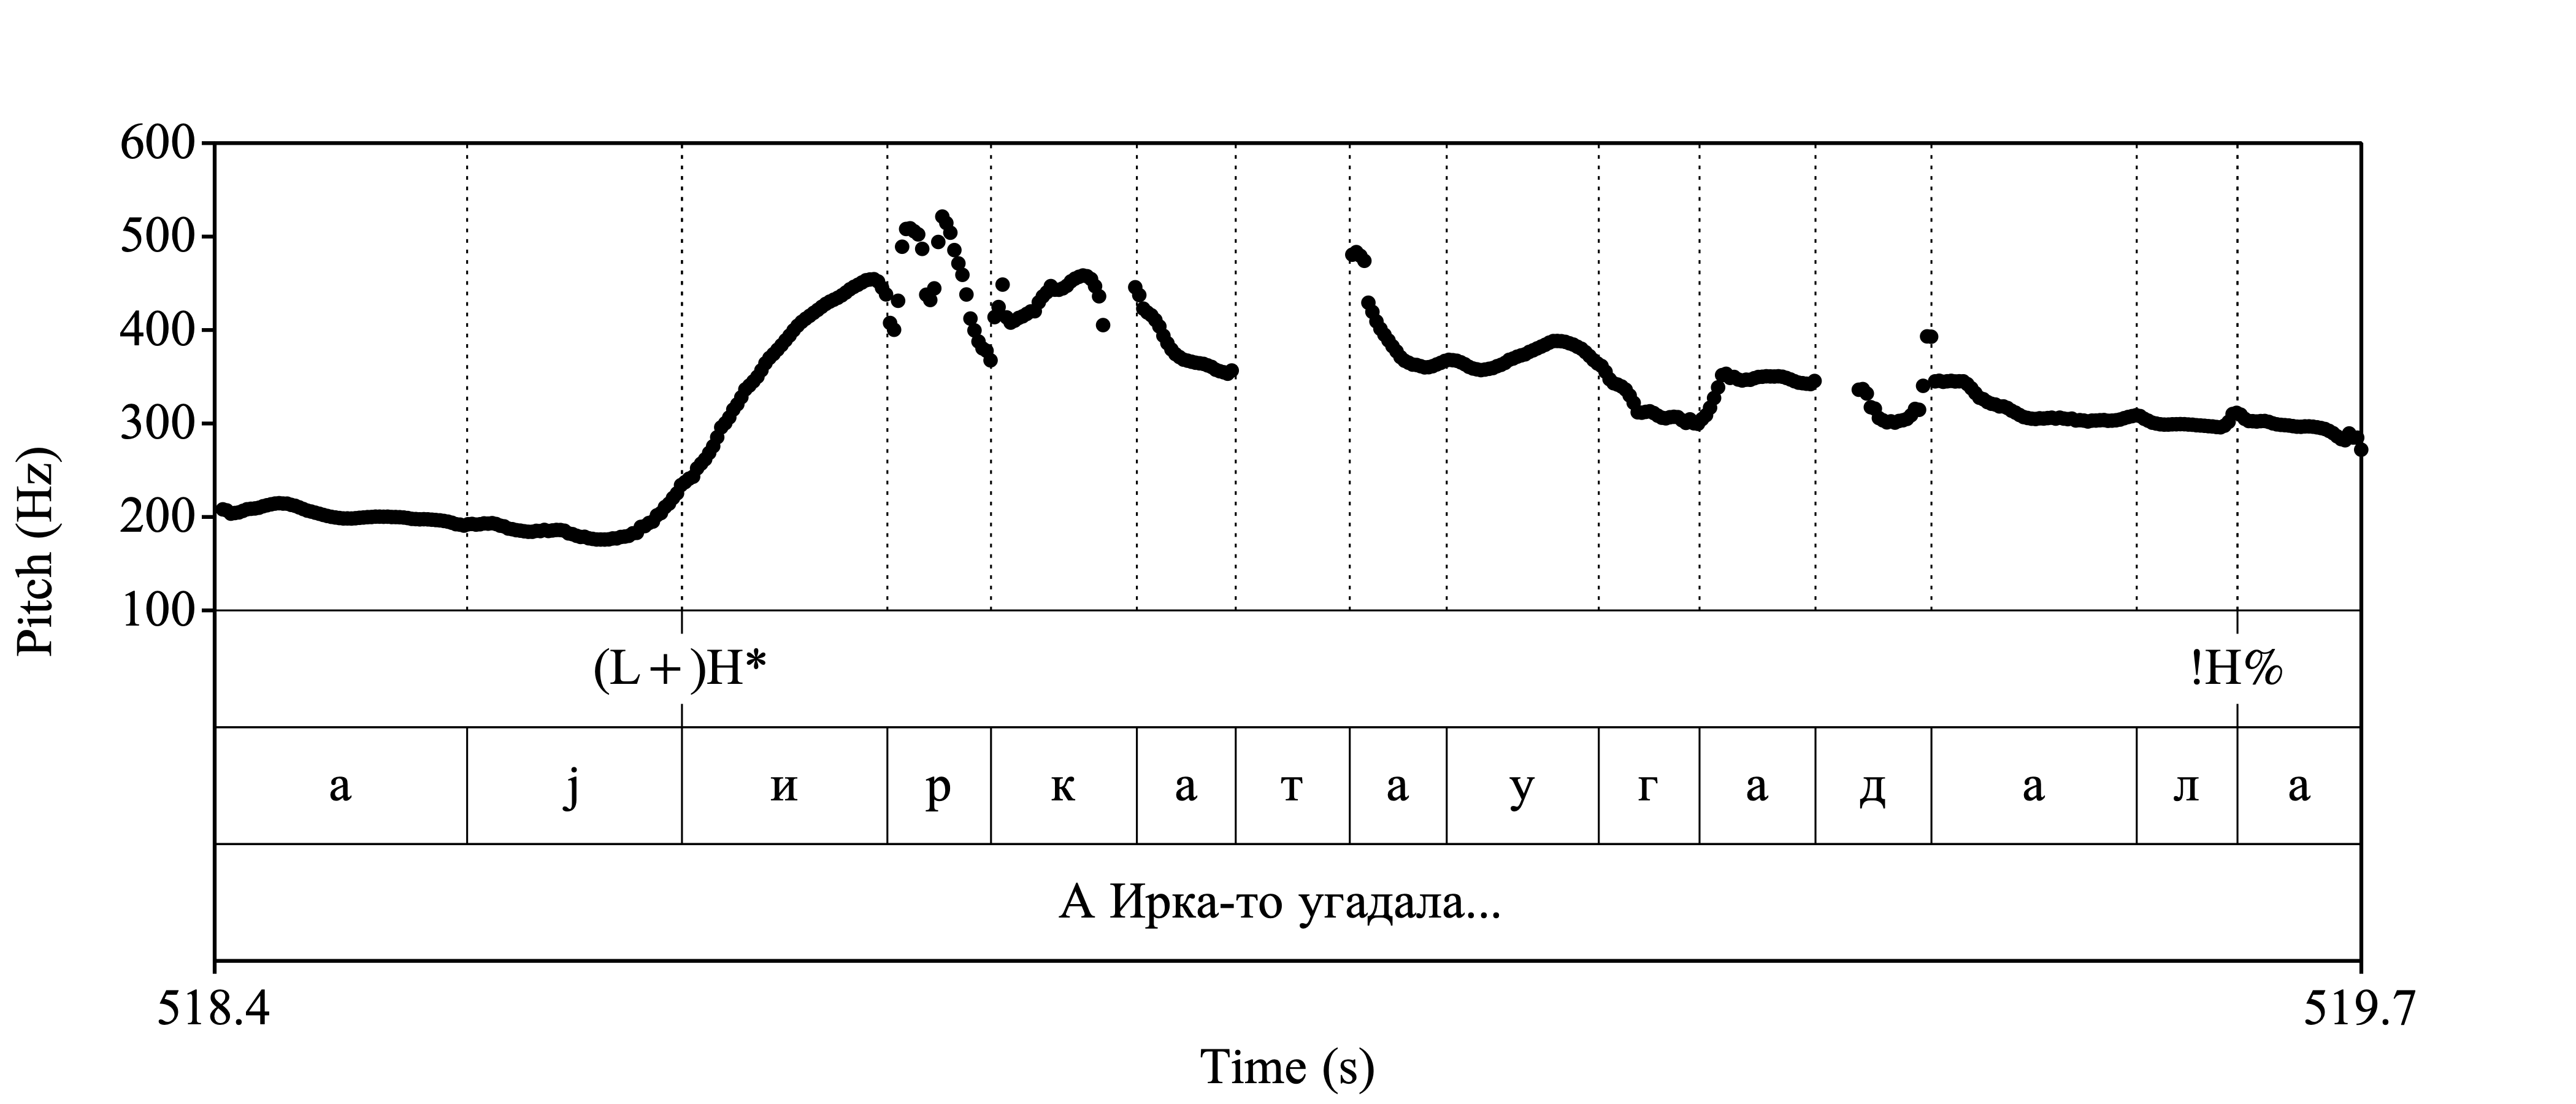 600
500
400
300
200
100
Pitch (Hz)
(L+)H* !H%
а j и р к а т а у г а д а л а
А Ирка-то угадала...
518.4 519.7
Time (s)